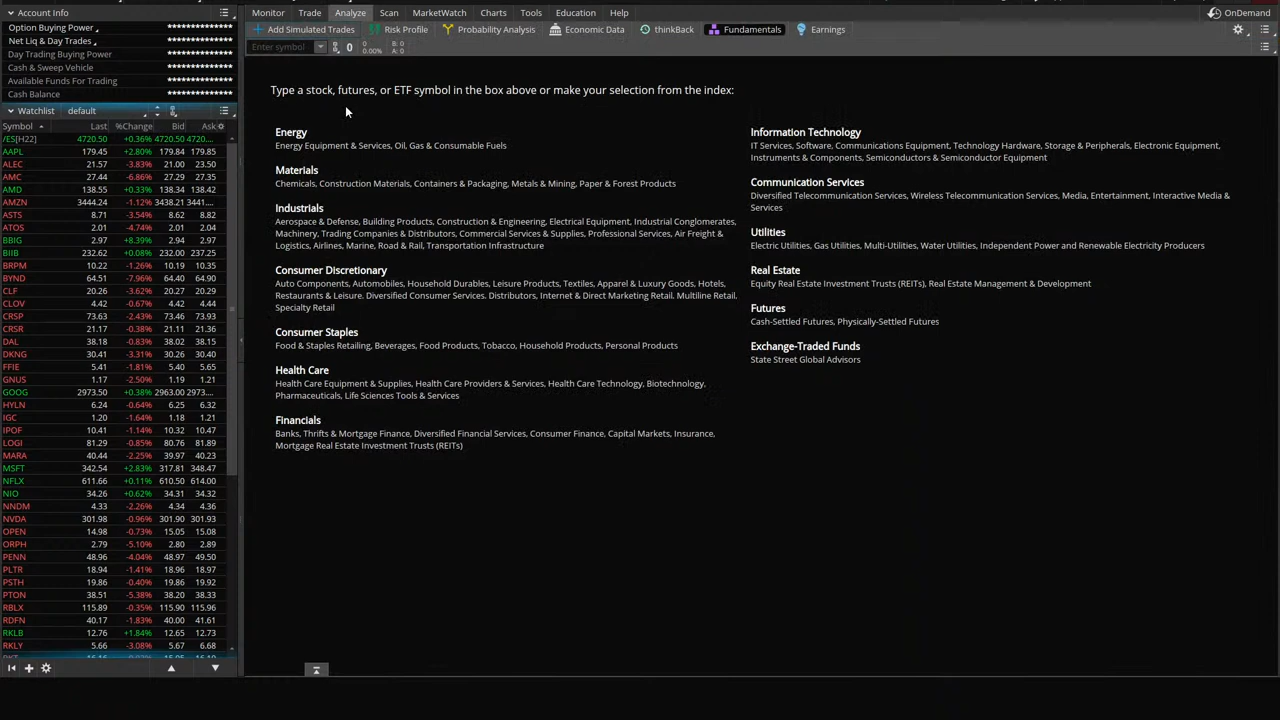 Account Info
Monitor Trade Analyze Scan MarketWatch Charts Tools Education Help
OnDemand
Option Buying Power ************
Net Liq & Day Trades ************
Day Trading Buying Power ************
Cash & Sweep Vehicle ************
Available Funds For Trading ************
Cash Balance ************
Add Simulated Trades Risk Profile Probability Analysis Economic Data thinkBack Fundamentals Earnings
Enter symbol 0 0 0.00% B: 0 A: 0
Watchlist default
Symbol Last %Change Bid Ask
/ES[H22] 4720.50 +0.36% 4720.50 4720....
AAPL 179.45 +2.80% 179.84 179.85
ALEC 21.57 -3.83% 21.00 23.50
AMC 27.44 -6.86% 27.29 27.35
AMD 138.55 +0.33% 138.34 138.42
AMZN 3444.24 -1.12% 3438.21 3441....
ASTS 8.71 -3.54% 8.62 8.82
ATOS 2.01 -4.74% 2.01 2.04
BBIG 2.97 +8.39% 2.94 2.97
BIIB 232.62 +0.08% 232.00 237.25
BRPM 10.22 -1.26% 10.19 10.35
BYND 64.51 -7.96% 64.40 64.90
CLF 20.28 -3.62% 20.27 20.31
CLOV 4.42 -0.67% 4.42 4.44
CRSP 73.63 -2.43% 73.46 73.93
CRSR 21.17 -0.38% 21.11 21.36
DAL 38.18 -0.83% 38.02 38.15
DKNG 30.41 -3.31% 30.26 30.40
FFIE 5.41 -1.81% 5.40 5.42
GNUS 1.17 -2.50% 1.19 1.21
GOOG 2973.50 +0.38% 2963.00 2973....
HYLN 6.24 -0.64% 6.25 6.32
IGC 1.20 -1.64% 1.18 1.21
IPOF 10.41 -1.14% 10.32 10.47
LOGI 81.29 -0.85% 80.76 81.89
MARA 40.44 -2.25% 39.97 40.23
MSFT 342.54 +2.83% 317.81 348.47
NFLX 611.66 +0.11% 610.50 614.00
NIO 34.26 +0.62% 34.31 34.32
NNDM 4.33 -2.26% 4.34 4.36
NVDA 301.98 -0.96% 301.90 301.93
OPEN 14.98 -0.73% 15.05 15.08
ORPH 2.79 -5.10% 2.80 2.89
PENN 48.96 -4.04% 48.97 49.50
PLTR 18.94 -1.41% 18.96 18.97
PSTH 19.86 -0.40% 19.86 19.92
PTON 38.51 -5.38% 38.20 38.33
RBLX 115.89 -0.35% 115.90 115.96
RDFN 40.17 -1.83% 40.00 41.61
RKLB 12.76 +1.84% 12.65 12.73
RKLY 5.66 -3.08% 5.67 6.68
Type a stock, futures, or ETF symbol in the box above or make your selection from the index:
Energy
Energy Equipment & Services, Oil, Gas & Consumable Fuels
Materials
Chemicals, Construction Materials, Containers & Packaging, Metals & Mining, Paper & Forest Products
Industrials
Aerospace & Defense, Building Products, Construction & Engineering, Electrical Equipment, Industrial Conglomerates,
Machinery, Trading Companies & Distributors, Commercial Services & Supplies, Professional Services, Air Freight &
Logistics, Airlines, Marine, Road & Rail, Transportation Infrastructure
Consumer Discretionary
Auto Components, Automobiles, Household Durables, Leisure Products, Textiles, Apparel & Luxury Goods, Hotels,
Restaurants & Leisure. Diversified Consumer Services. Distributors, Internet & Direct Marketing Retail. Multiline Retail,
Specialty Retail
Consumer Staples
Food & Staples Retailing, Beverages, Food Products, Tobacco, Household Products, Personal Products
Health Care
Health Care Equipment & Supplies, Health Care Providers & Services, Health Care Technology, Biotechnology,
Pharmaceuticals, Life Sciences Tools & Services
Financials
Banks, Thrifts & Mortgage Finance, Diversified Financial Services, Consumer Finance, Capital Markets, Insurance,
Mortgage Real Estate Investment Trusts (REITs)
Information Technology
IT Services, Software, Communications Equipment, Technology Hardware, Storage & Peripherals, Electronic Equipment,
Instruments & Components, Semiconductors & Semiconductor Equipment
Communication Services
Diversified Telecommunication Services, Wireless Telecommunication Services, Media, Entertainment, Interactive Media &
Services
Utilities
Electric Utilities, Gas Utilities, Multi-Utilities, Water Utilities, Independent Power and Renewable Electricity Producers
Real Estate
Equity Real Estate Investment Trusts (REITs), Real Estate Management & Development
Futures
Cash-Settled Futures, Physically-Settled Futures
Exchange-Traded Funds
State Street Global Advisors